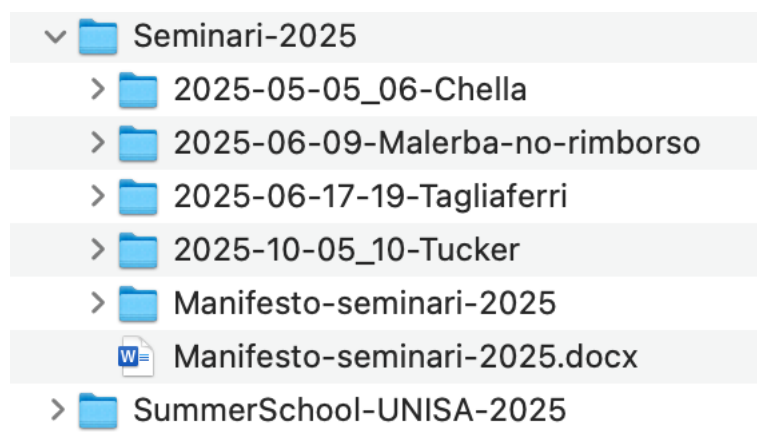 Seminari-2025
2025-05-05_06-Chella
2025-06-09-Malerba-no-rimborso
2025-06-17-19-Tagliaferri
2025-10-05_10-Tucker
Manifesto-seminari-2025
W Manifesto-seminari-2025.docx
SummerSchool-UNISA-2025